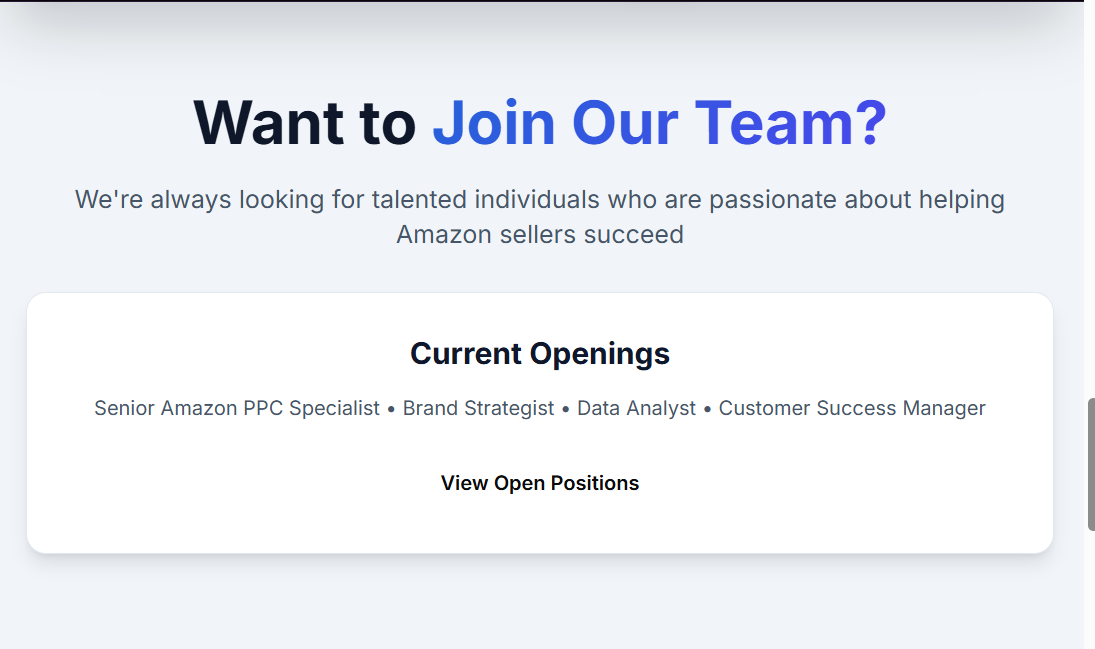 Want to Join Our Team?
We're always looking for talented individuals who are passionate about helping
Amazon sellers succeed
Current Openings
Senior Amazon PPC Specialist • Brand Strategist • Data Analyst • Customer Success Manager
View Open Positions